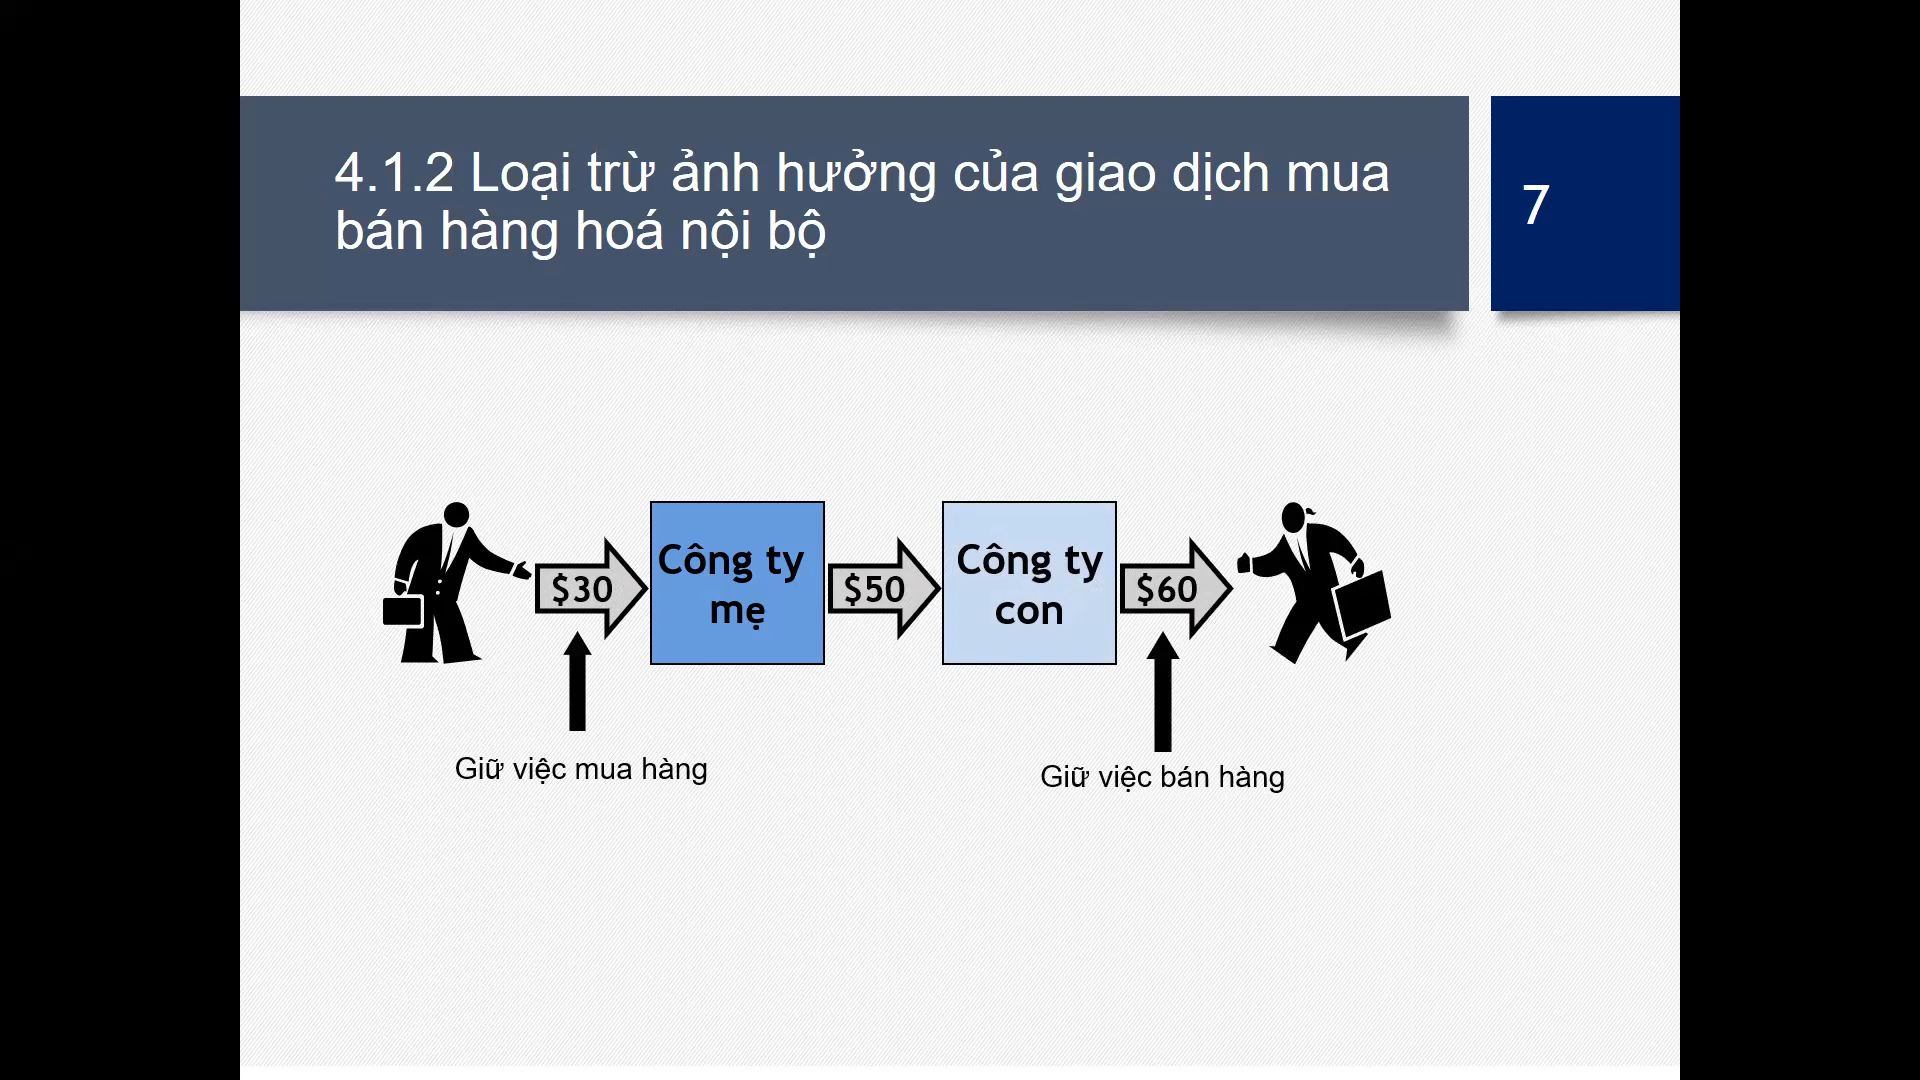 4.1.2 Loại trừ ảnh hưởng của giao dịch mua
bán hàng hoá nội bộ
7
$30
Công ty
mẹ
$50
Công ty
con
$60
Giữ việc mua hàng
Giữ việc bán hàng